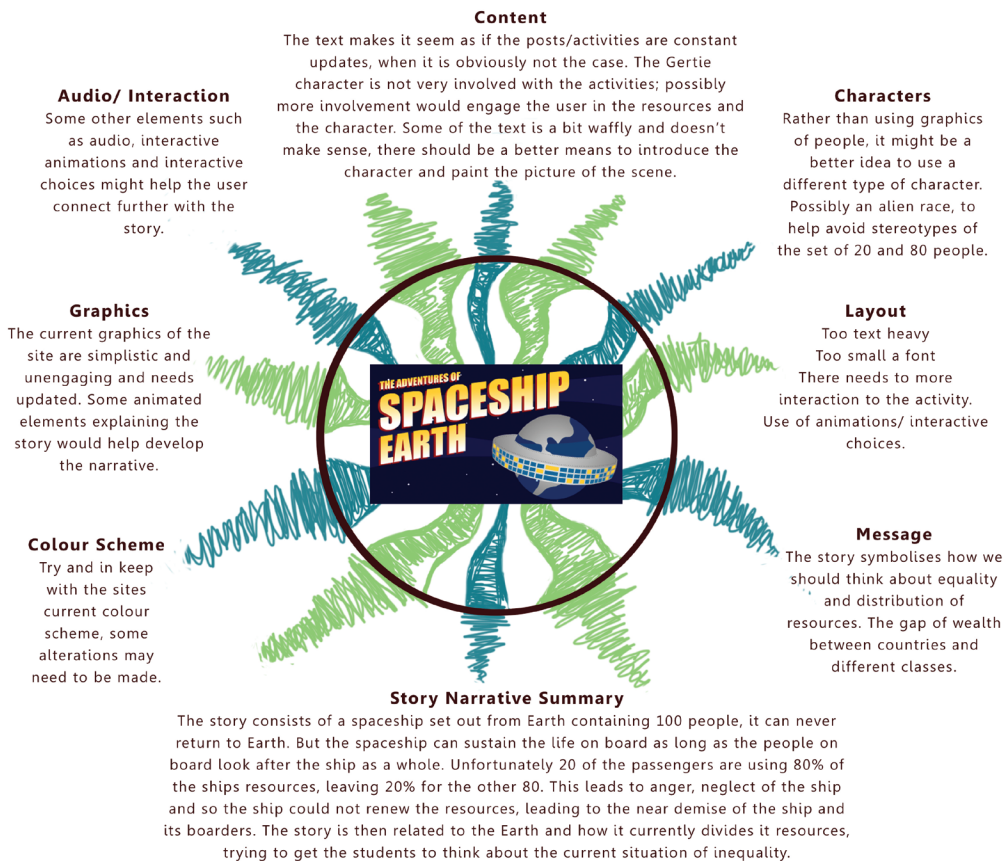 Content
The text makes it seem as if the posts/activities are constant
updates, when it is obviously not the case. The Gertie
character is not very involved with the activities; possibly
more involvement would engage the user in the resources and
the character. Some of the text is a bit waffly and doesn't
make sense, there should be a better means to introduce the
character and paint the picture of the scene.
Audio/ Interaction
Some other elements such
as audio, interactive
animations and interactive
choices might help the user
connect further with the
story.
Characters
Rather than using graphics
of people, it might be a
better idea to use a
different type of character.
Possibly an alien race, to
help avoid stereotypes of
the set of 20 and 80 people.
Graphics
The current graphics of the
site are simplistic and
unengaging and needs
updated. Some animated
elements explaining the
story would help develop
the narrative.
Layout
Too text heavy
Too small a font
There needs to more
interaction to the activity.
Use of animations/ interactive
choices.
THE ADVENTURES OF
SPACESHIP
EARTH
Colour Scheme
Try and in keep
with the sites
current colour
scheme, some
alterations may
need to be made.
Message
The story symbolises how we
should think about equality
and distribution of
resources. The gap of wealth
between countries and
different classes.
Story Narrative Summary
The story consists of a spaceship set out from Earth containing 100 people, it can never
return to Earth. But the spaceship can sustain the life on board as long as the people on
board look after the ship as a whole. Unfortunately 20 of the passengers are using 80% of
the ships resources, leaving 20% for the other 80. This leads to anger, neglect of the ship
and so the ship could not renew the resources, leading to the near demise of the ship and
its boarders. The story is then related to the Earth and how it currently divides it resources,
trying to get the students to think about the current situation of inequality.